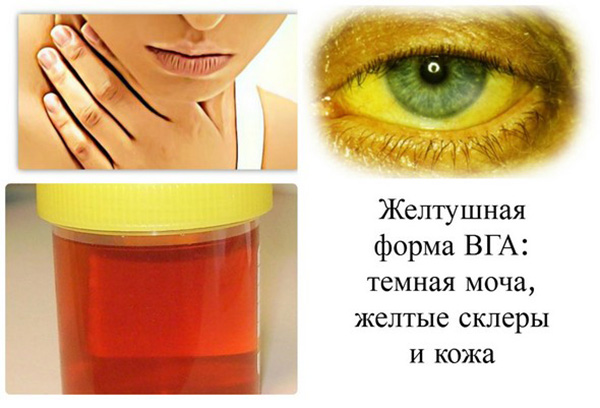 Желтушная
форма ВГА:
темная моча,
желтые склеры
и кожа